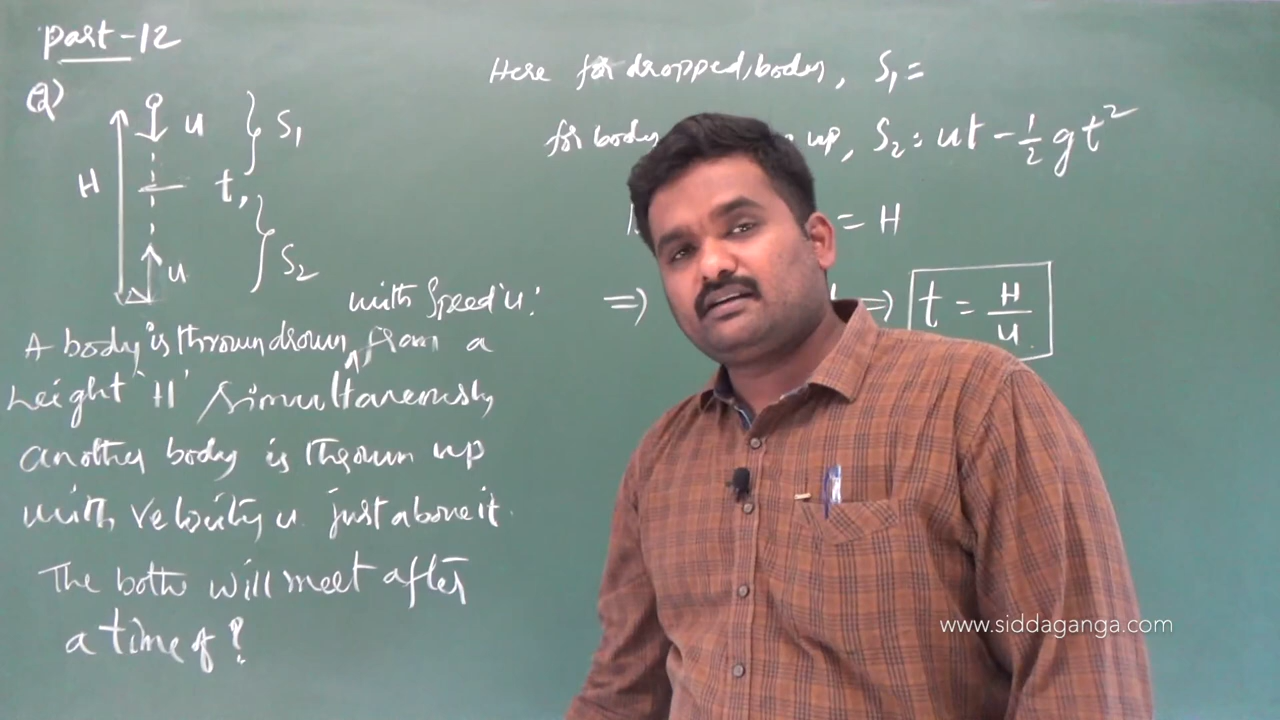 part-12
Q)
u
S₁
H
t,
u
S₂
with speed 'u'.
A body is thrown down from a
height 'H' simultaneously
another body is thrown up
with velocity u just above it.
The both will meet after
a time of ?
Here for dropped body, S₁ =
for body up, S₂ = ut - 1/2 gt²
= H
=> => t = H/u
www.siddaganga.com